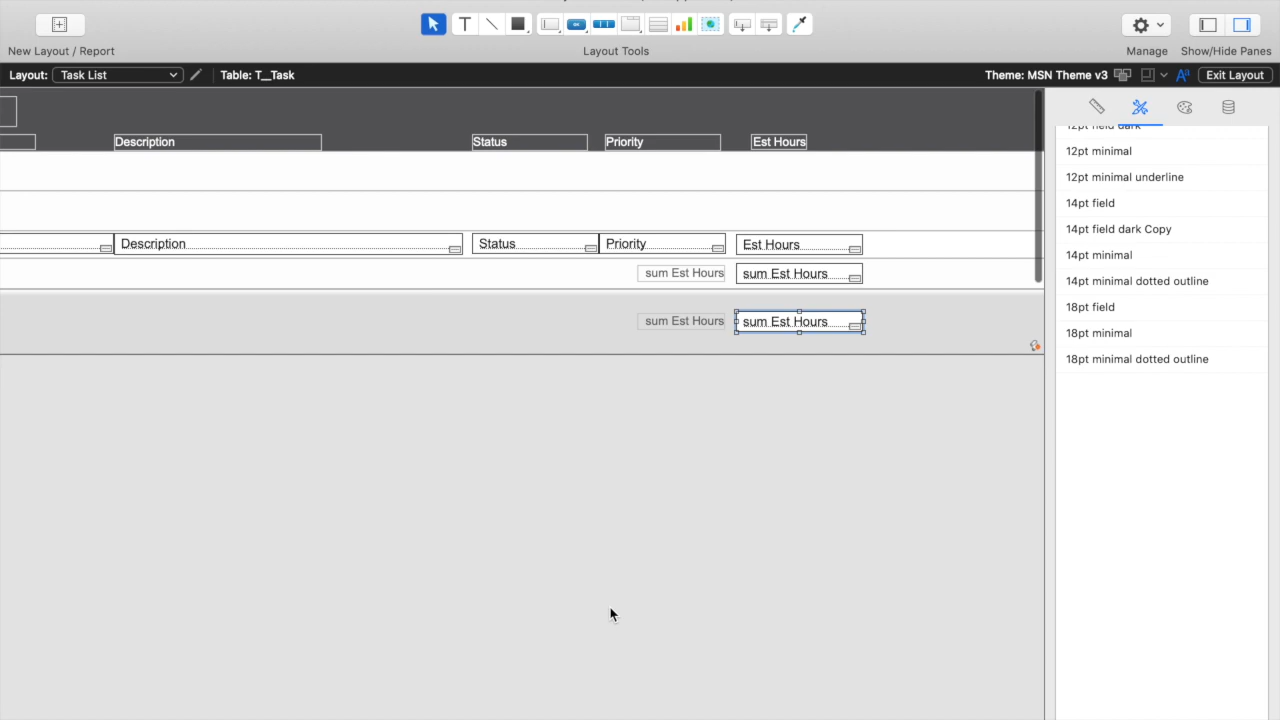 New Layout / Report
Layout Tools
Manage
Show/Hide Panes
Layout:
Task List
Table: T__Task
Theme: MSN Theme v3
Exit Layout
Description
Status
Priority
Est Hours
Description
Status
Priority
Est Hours
sum Est Hours
sum Est Hours
sum Est Hours
sum Est Hours
12pt field dark
12pt minimal
12pt minimal underline
14pt field
14pt field dark Copy
14pt minimal
14pt minimal dotted outline
18pt field
18pt minimal
18pt minimal dotted outline